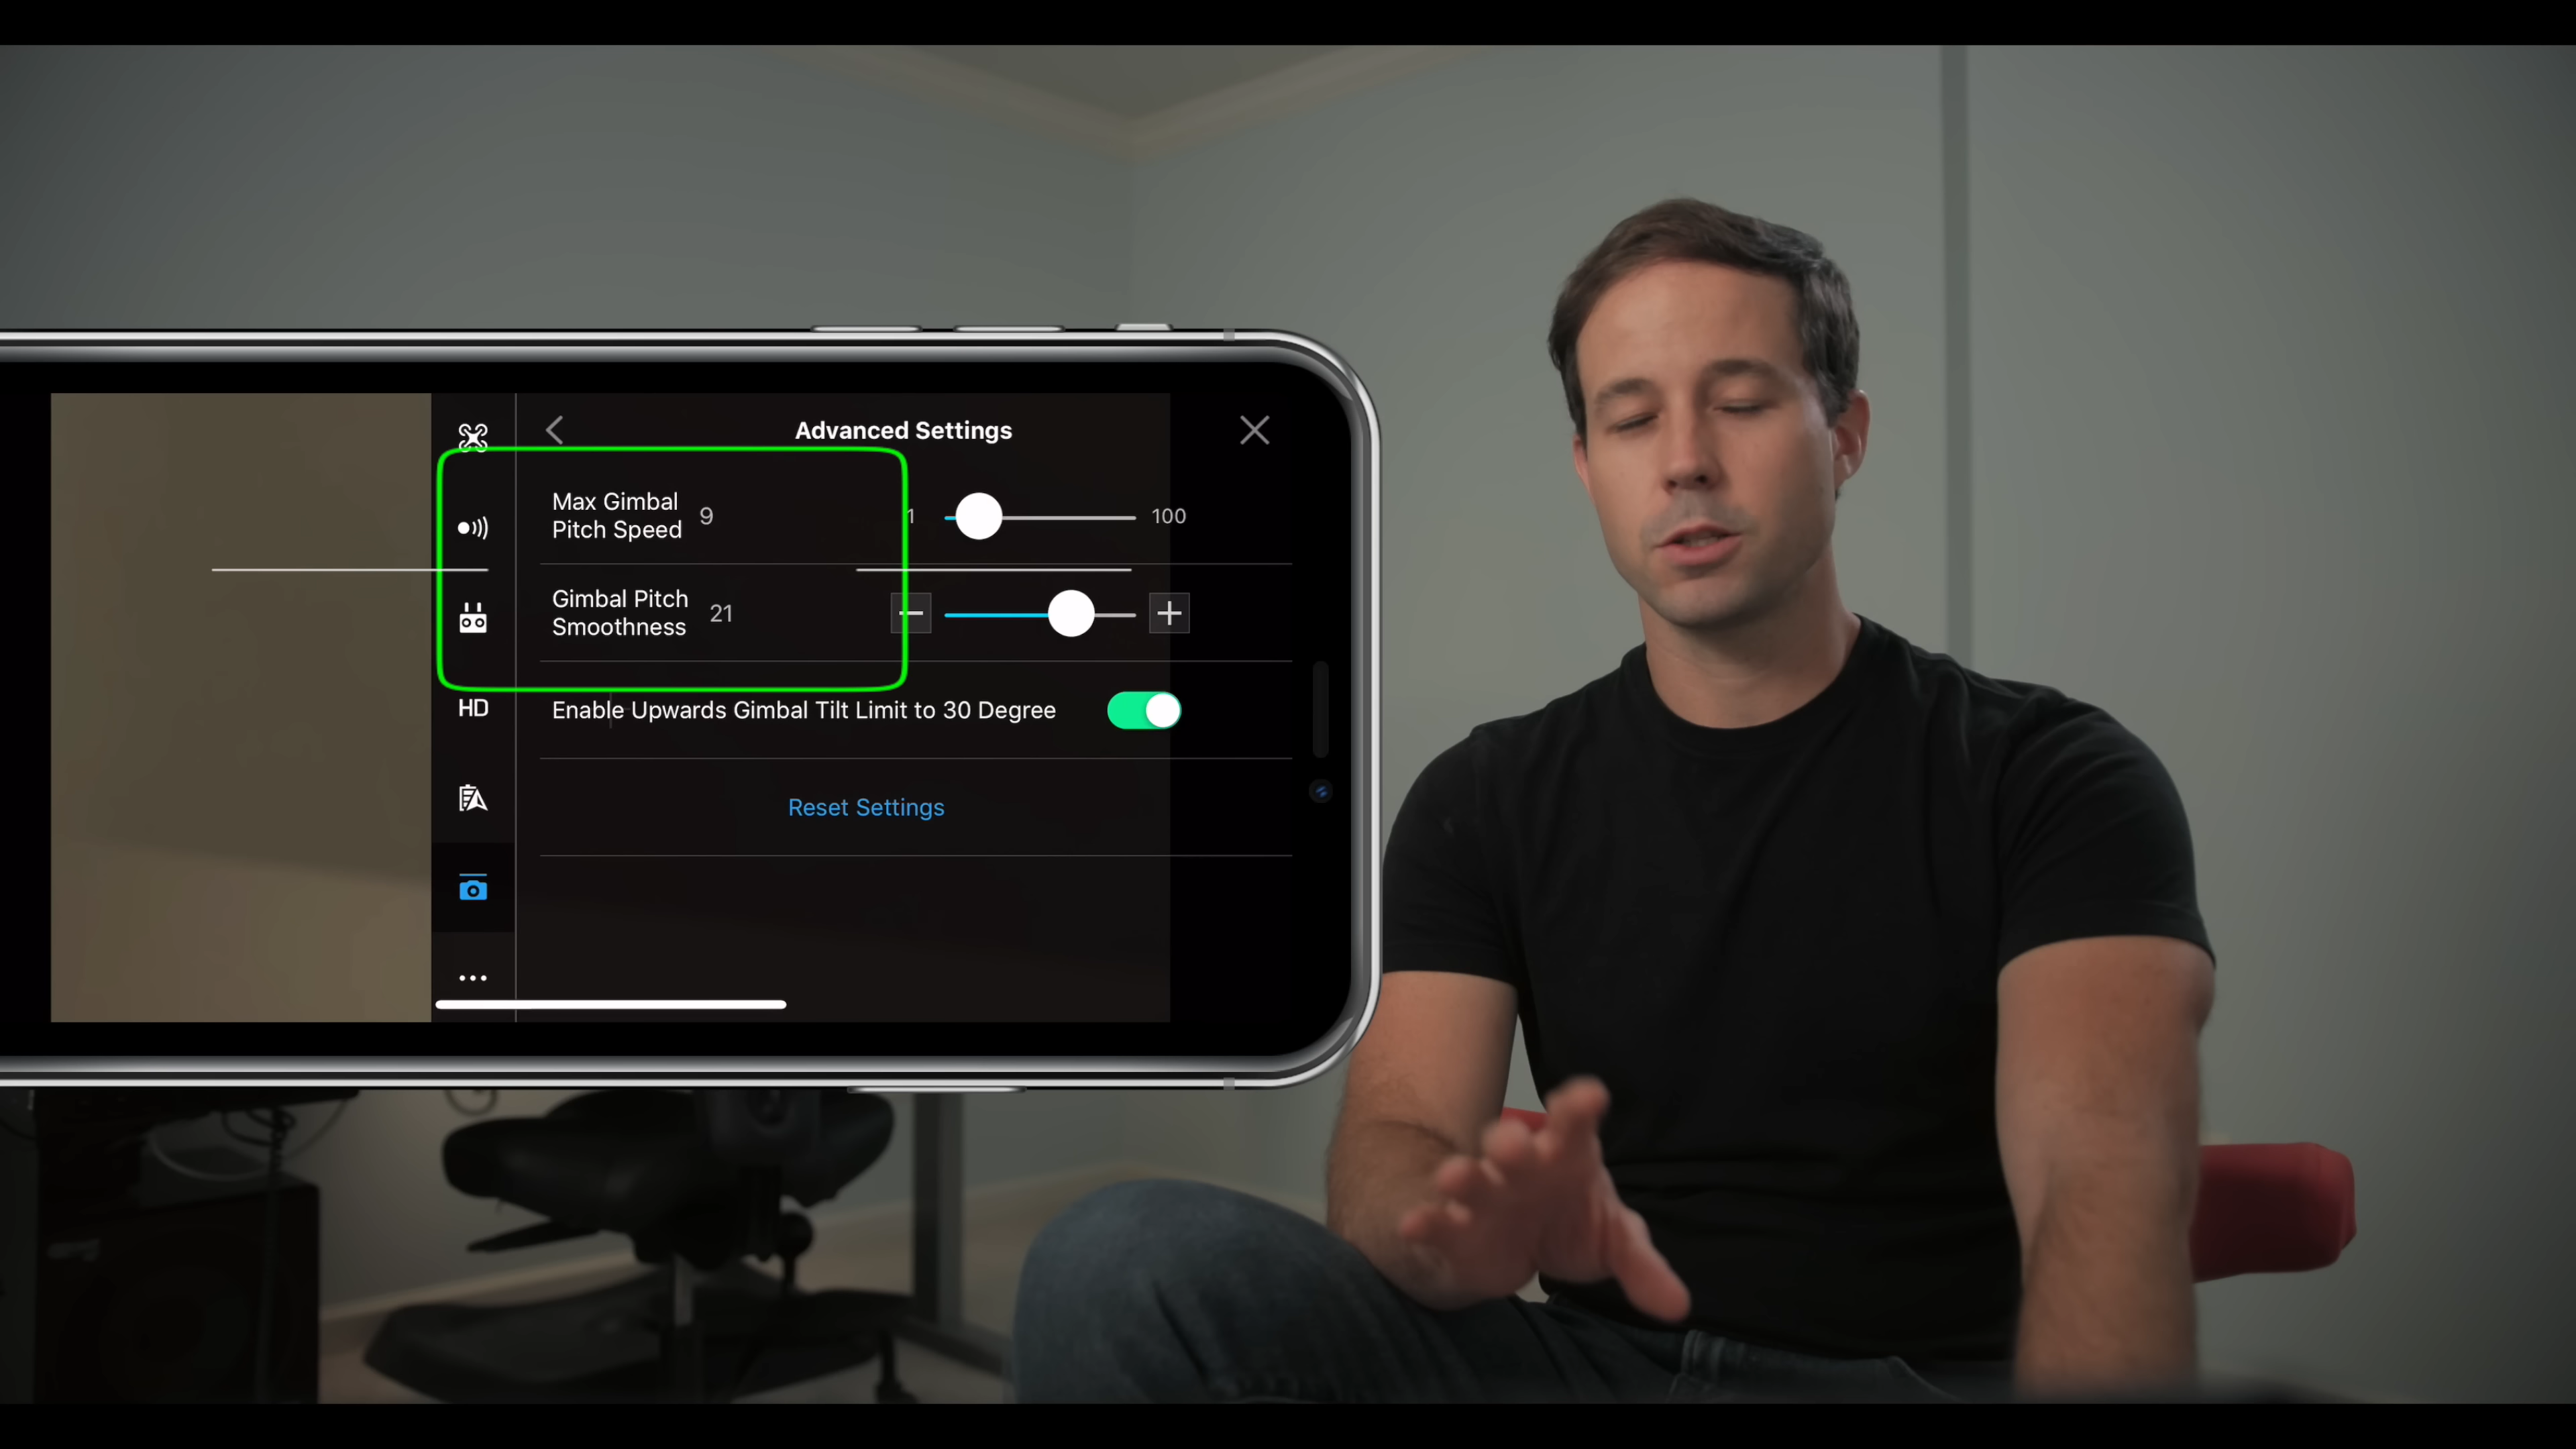 Advanced Settings
Max Gimbal
Pitch Speed 9 1 100
Gimbal Pitch
Smoothness 21
HD
Enable Upwards Gimbal Tilt Limit to 30 Degree
Reset Settings